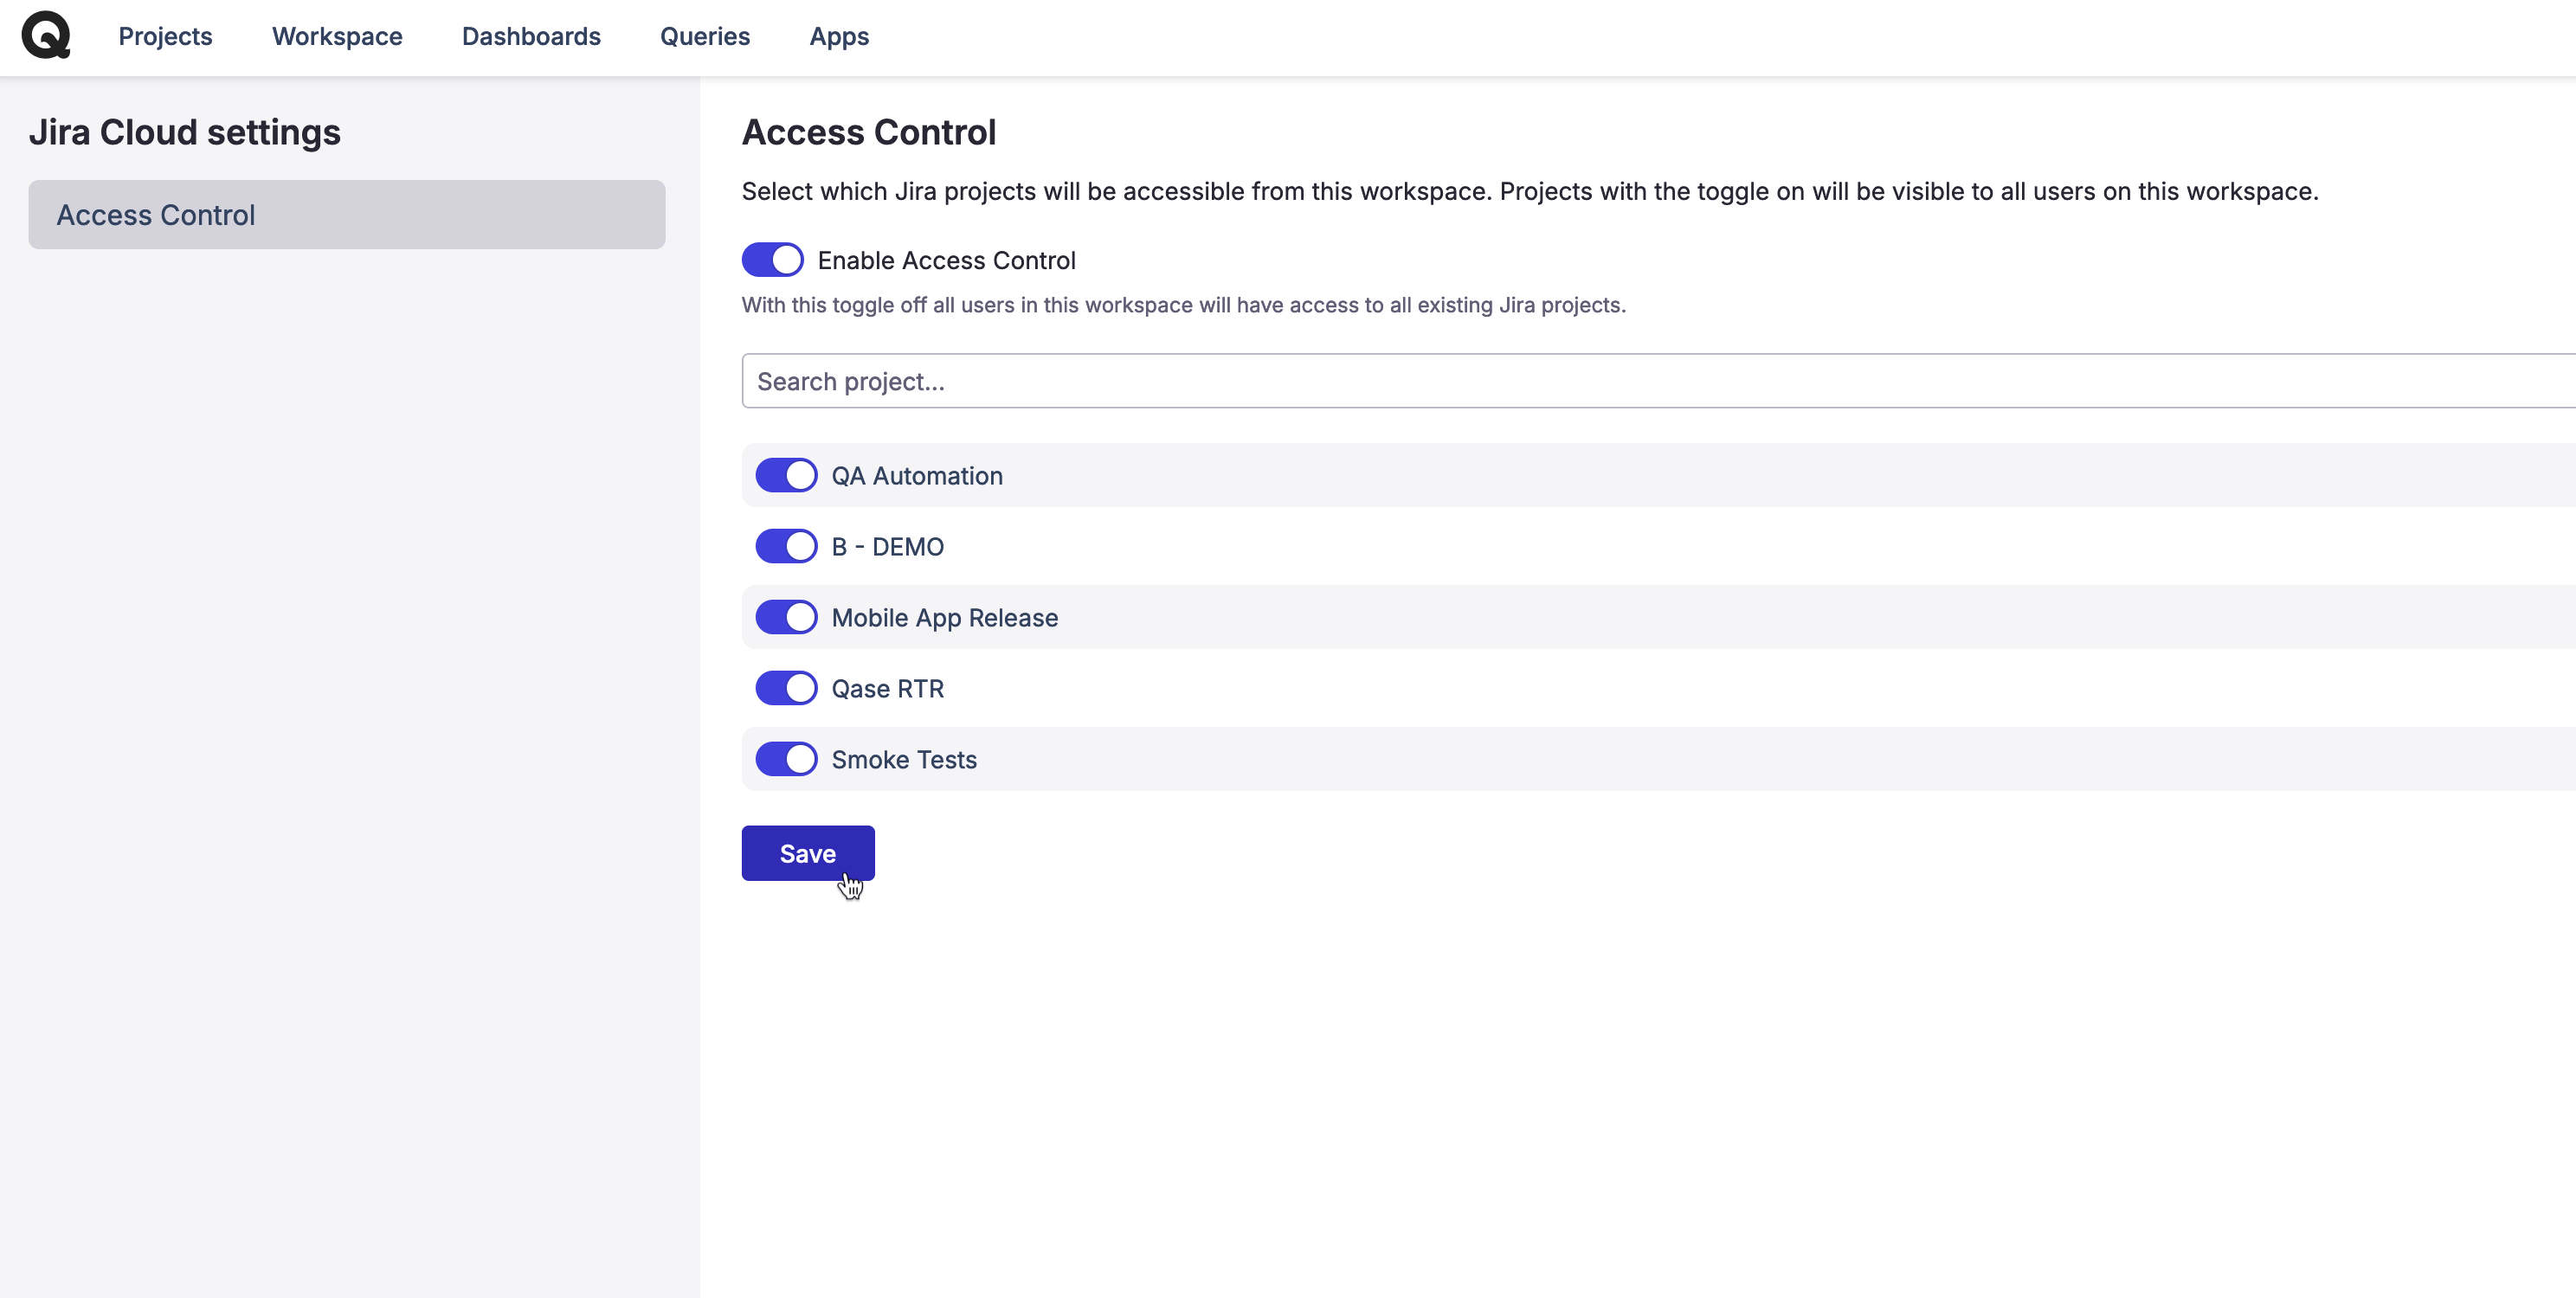 Q Projects Workspace Dashboards Queries Apps
Jira Cloud settings
Access Control
Access Control
Select which Jira projects will be accessible from this workspace. Projects with the toggle on will be visible to all users on this workspace.
Enable Access Control
With this toggle off all users in this workspace will have access to all existing Jira projects.
Search project...
QA Automation
B - DEMO
Mobile App Release
Qase RTR
Smoke Tests
Save